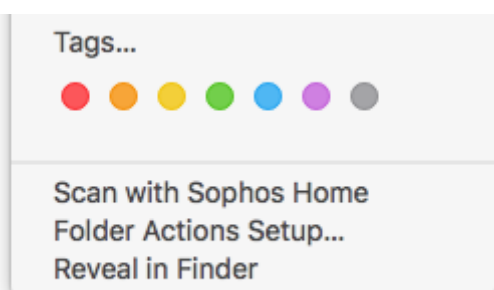 Tags...
Scan with Sophos Home
Folder Actions Setup...
Reveal in Finder